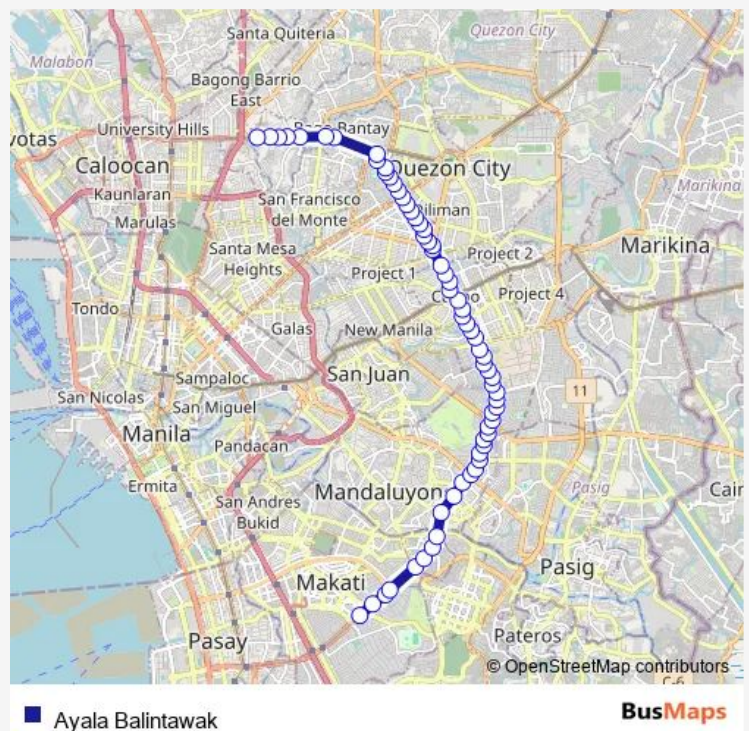 Santa Quiteria
Quezon City
Malabon
Bagong Barrio
East
University Hills
Bantay
votas
Caloocan
Quezon City
Kaunlaran
San Francisco
del Monte
Marikina
Marulas
Diliman
Santa Mesa
Heights
Project 2
Marikina
Project 1
Project 4
Tondo
Galas
New Manila
San Juan
Sampaloc
11
San Nicolas
San Miguel
Manila
Pandacan
Ermita
Mandaluyon
Pasig
Cain
San Andres
Bukid
Makati
Pasig
Pasay
Pateros
© OpenStreetMap contributors
C-6
Ayala Balintawak
BusMaps